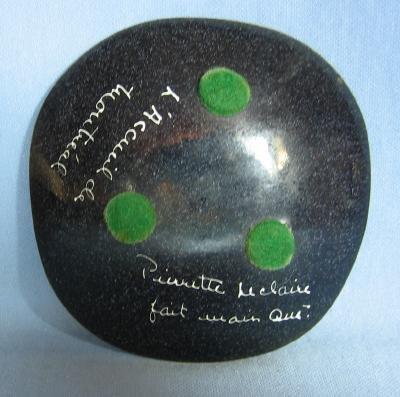 L'Accueil de
Montréal
Pierrette Leclaire
fait main Qué.